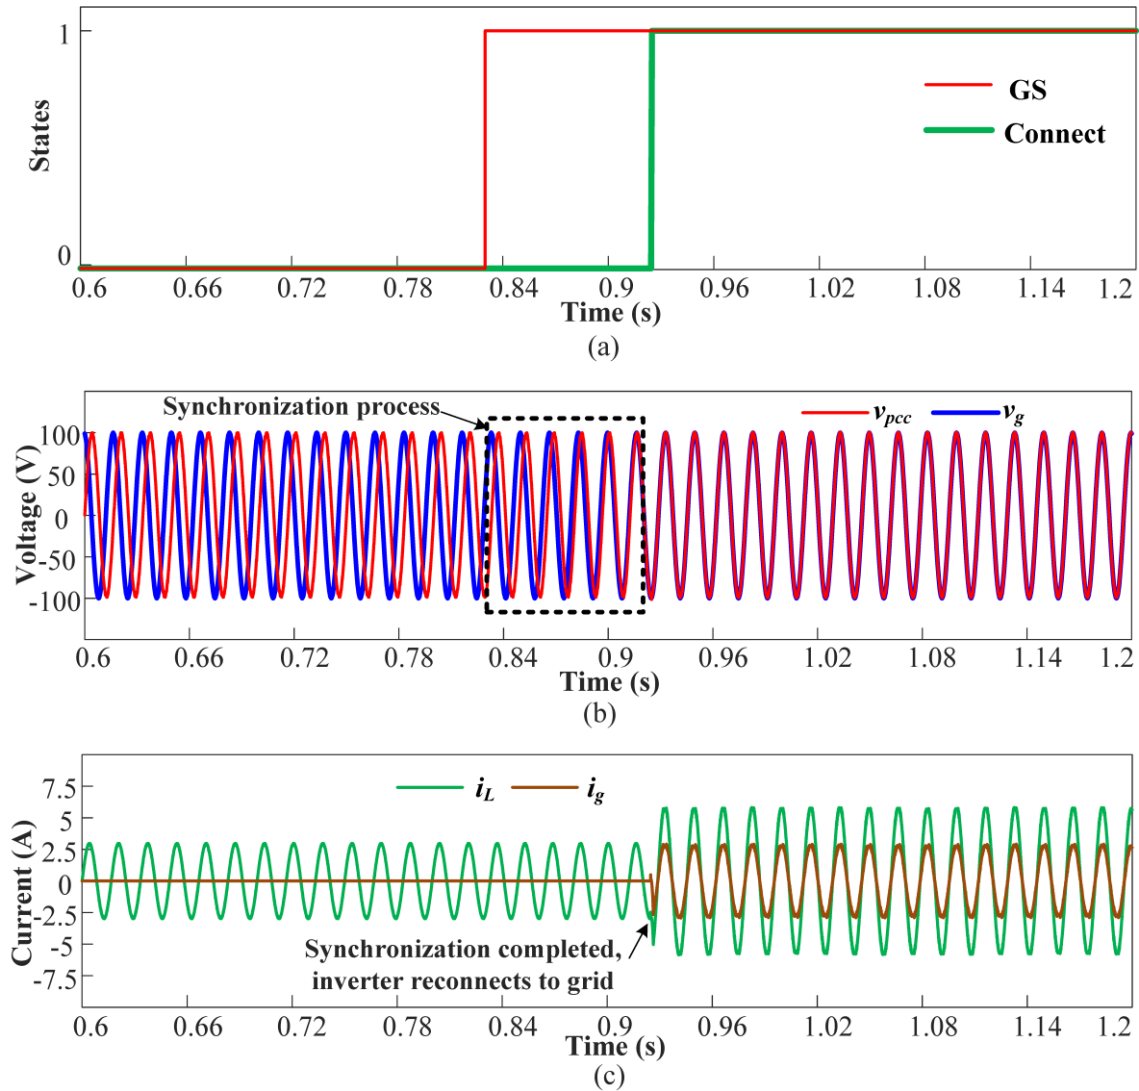 1
States
GS
Connect
0
0.6 0.66 0.72 0.78 0.84 0.9 0.96 1.02 1.08 1.14 1.2
Time (s)
(a)
Synchronization process
v_pcc v_g
100
50
0
-50
-100
Voltage (V)
0.6 0.66 0.72 0.78 0.84 0.9 0.96 1.02 1.08 1.14 1.2
Time (s)
(b)
i_L i_g
7.5
5
2.5
0
-2.5
-5
-7.5
Current (A)
Synchronization completed,
inverter reconnects to grid
0.6 0.66 0.72 0.78 0.84 0.9 0.96 1.02 1.08 1.14 1.2
Time (s)
(c)